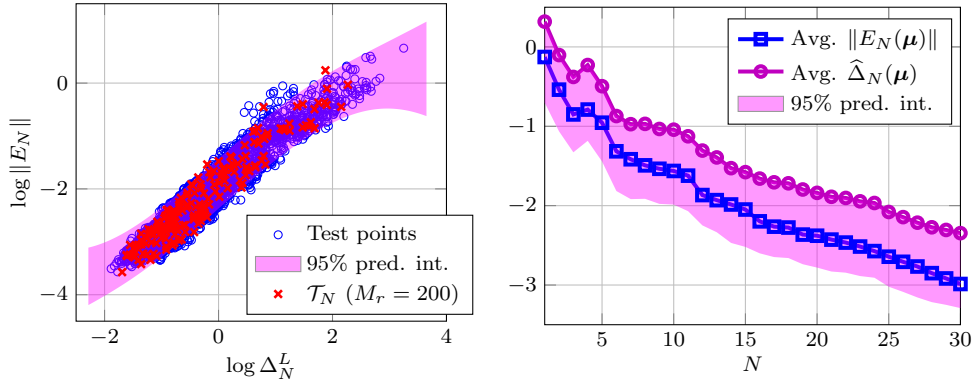 0
−2
−4
log ∥E_N∥
−2
0
2
4
log Δ_N^L
Test points
95% pred. int.
𝒯_N (M_r = 200)
0
−1
−2
−3
5
10
15
20
25
30
N
Avg. ∥E_N(μ)∥
Avg. Δ̂_N(μ)
95% pred. int.